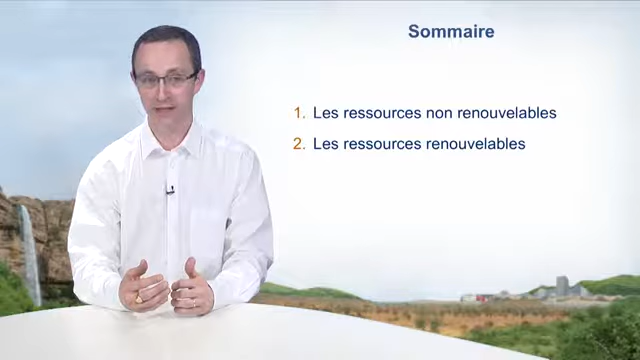 Sommaire
1. Les ressources non renouvelables
2. Les ressources renouvelables